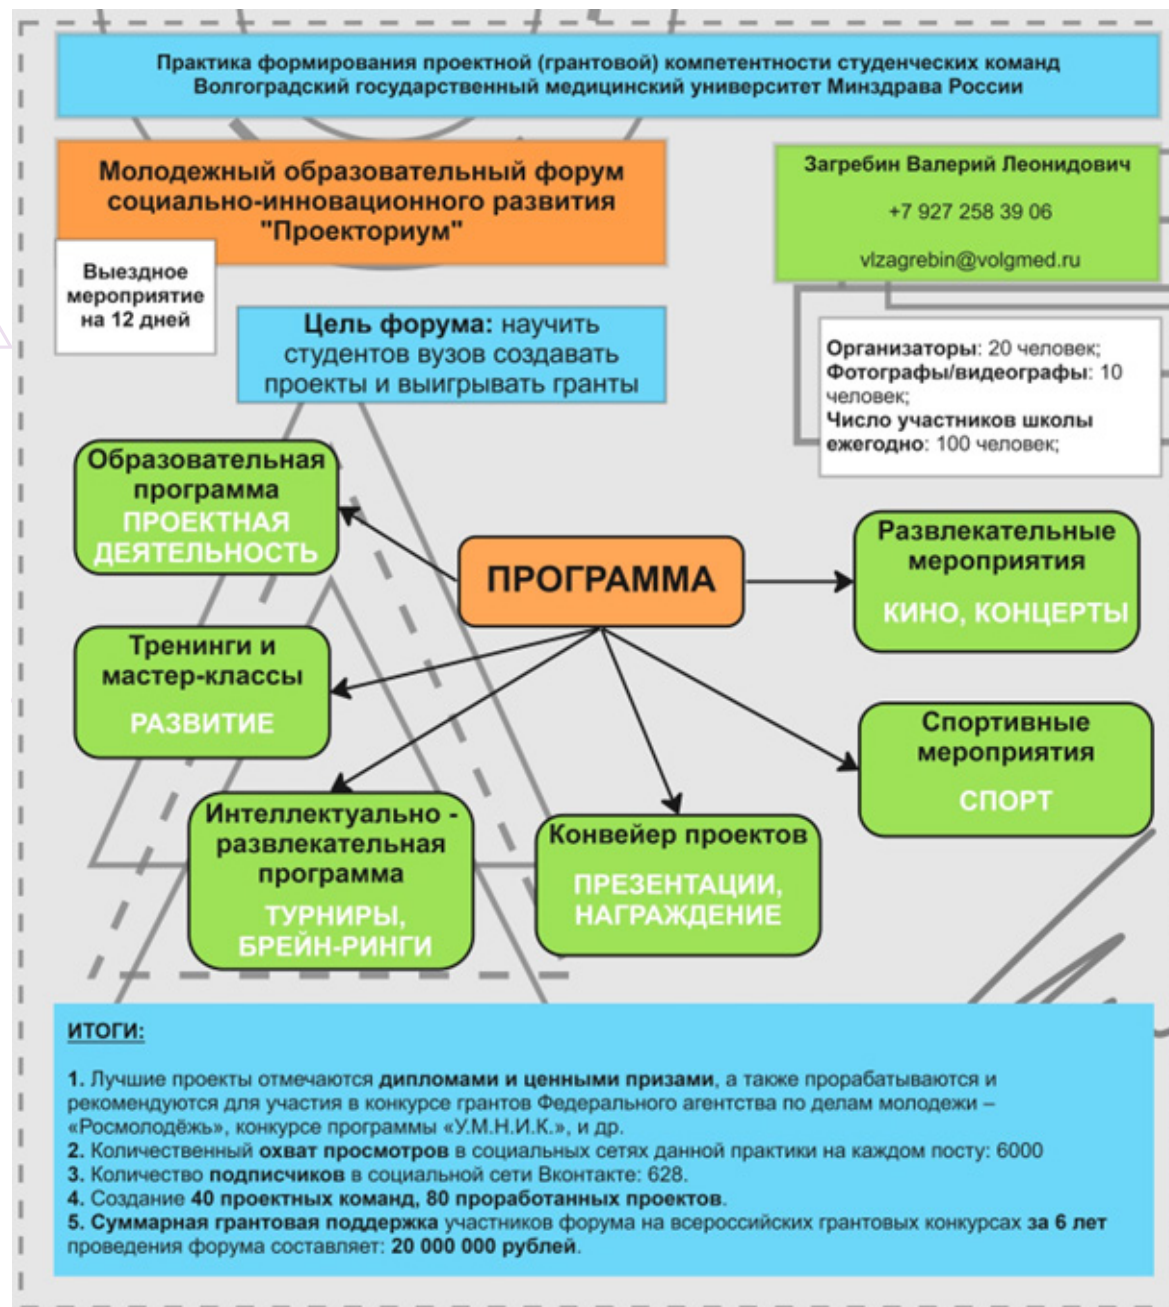 Практика формирования проектной (грантовой) компетентности студенческих команд
Волгоградский государственный медицинский университет Минздрава России
Молодежный образовательный форум
социально-инновационного развития
"Проекториум"
Выездное
мероприятие
на 12 дней
Загребин Валерий Леонидович
+7 927 258 39 06
vlzagrebin@volgmed.ru
Цель форума: научить
студентов вузов создавать
проекты и выигрывать гранты
Организаторы: 20 человек;
Фотографы/видеографы: 10
человек;
Число участников школы
ежегодно: 100 человек;
Образовательная
программа
ПРОЕКТНАЯ
ДЕЯТЕЛЬНОСТЬ
ПРОГРАММА
Развлекательные
мероприятия
КИНО, КОНЦЕРТЫ
Тренинги и
мастер-классы
РАЗВИТИЕ
Спортивные
мероприятия
СПОРТ
Интеллектуально -
развлекательная
программа
ТУРНИРЫ,
БРЕЙН-РИНГИ
Конвейер проектов
ПРЕЗЕНТАЦИИ,
НАГРАЖДЕНИЕ
ИТОГИ:
1. Лучшие проекты отмечаются дипломами и ценными призами, а также прорабатываются и
рекомендуются для участия в конкурсе грантов Федерального агентства по делам молодежи –
«Росмолодёжь», конкурсе программы «У.М.Н.И.К.», и др.
2. Количественный охват просмотров в социальных сетях данной практики на каждом посту: 6000
3. Количество подписчиков в социальной сети Вконтакте: 628.
4. Создание 40 проектных команд, 80 проработанных проектов.
5. Суммарная грантовая поддержка участников форума на всероссийских грантовых конкурсах за 6 лет
проведения форума составляет: 20 000 000 рублей.